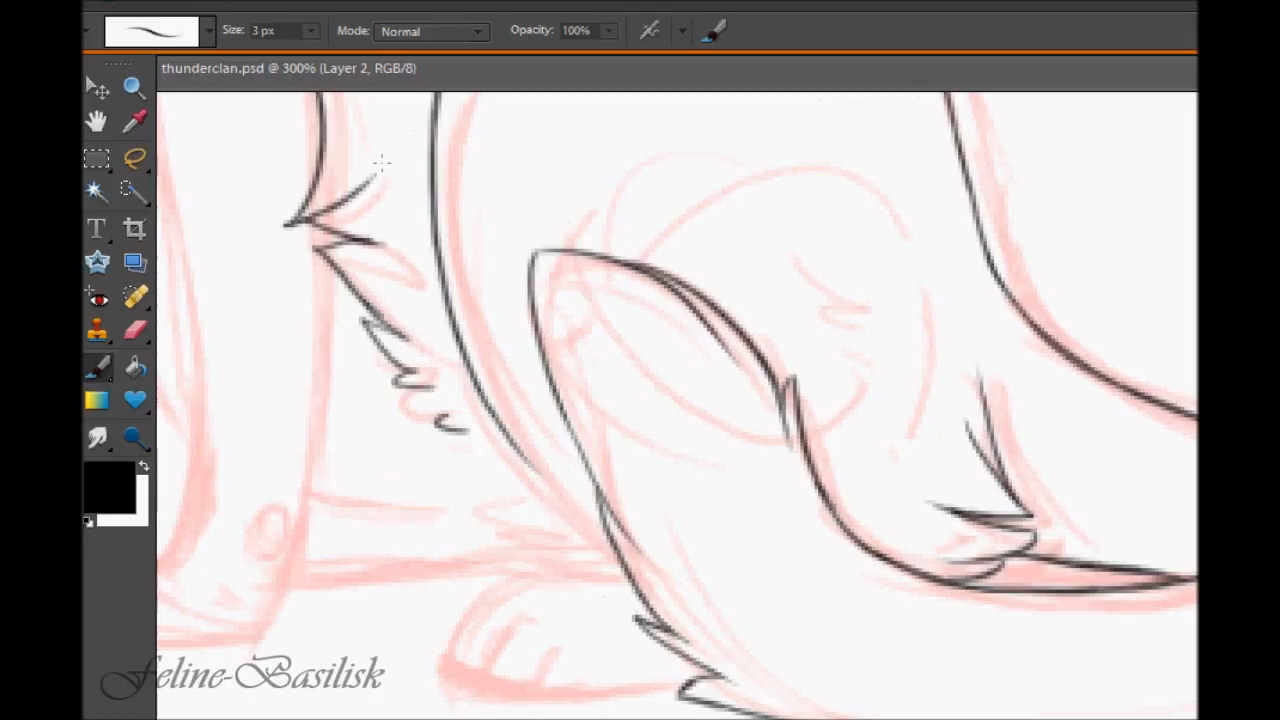 Size: 3 px Mode: Normal Opacity: 100%
thunderclan.psd @ 300% (Layer 2, RGB/8)
T
Feline-Basilisk